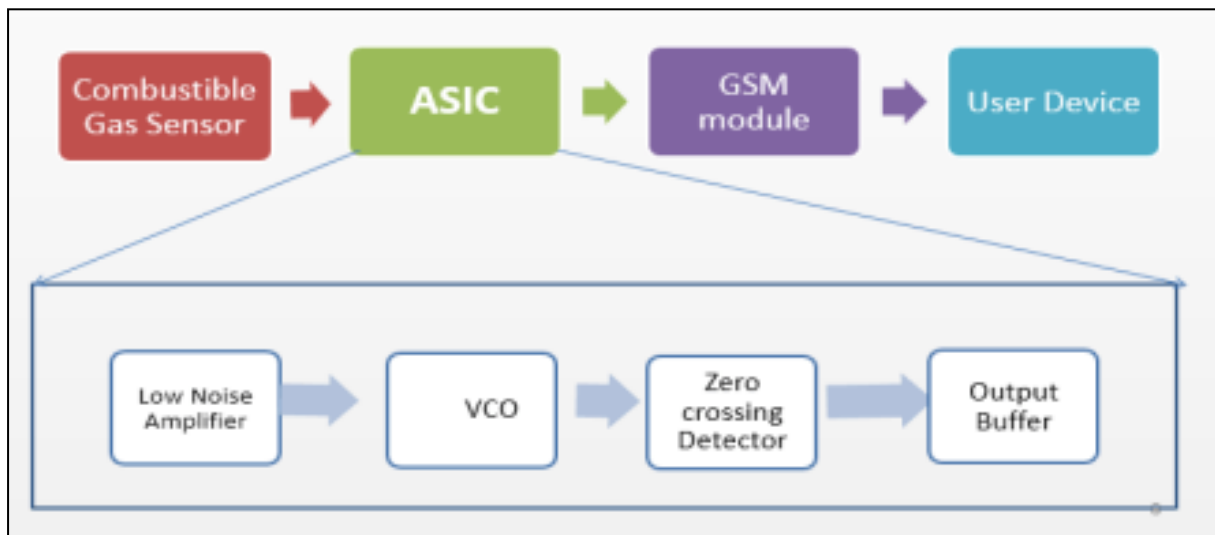 Combustible
Gas Sensor
ASIC
GSM
module
User Device
Low Noise
Amplifier
VCO
Zero
crossing
Detector
Output
Buffer